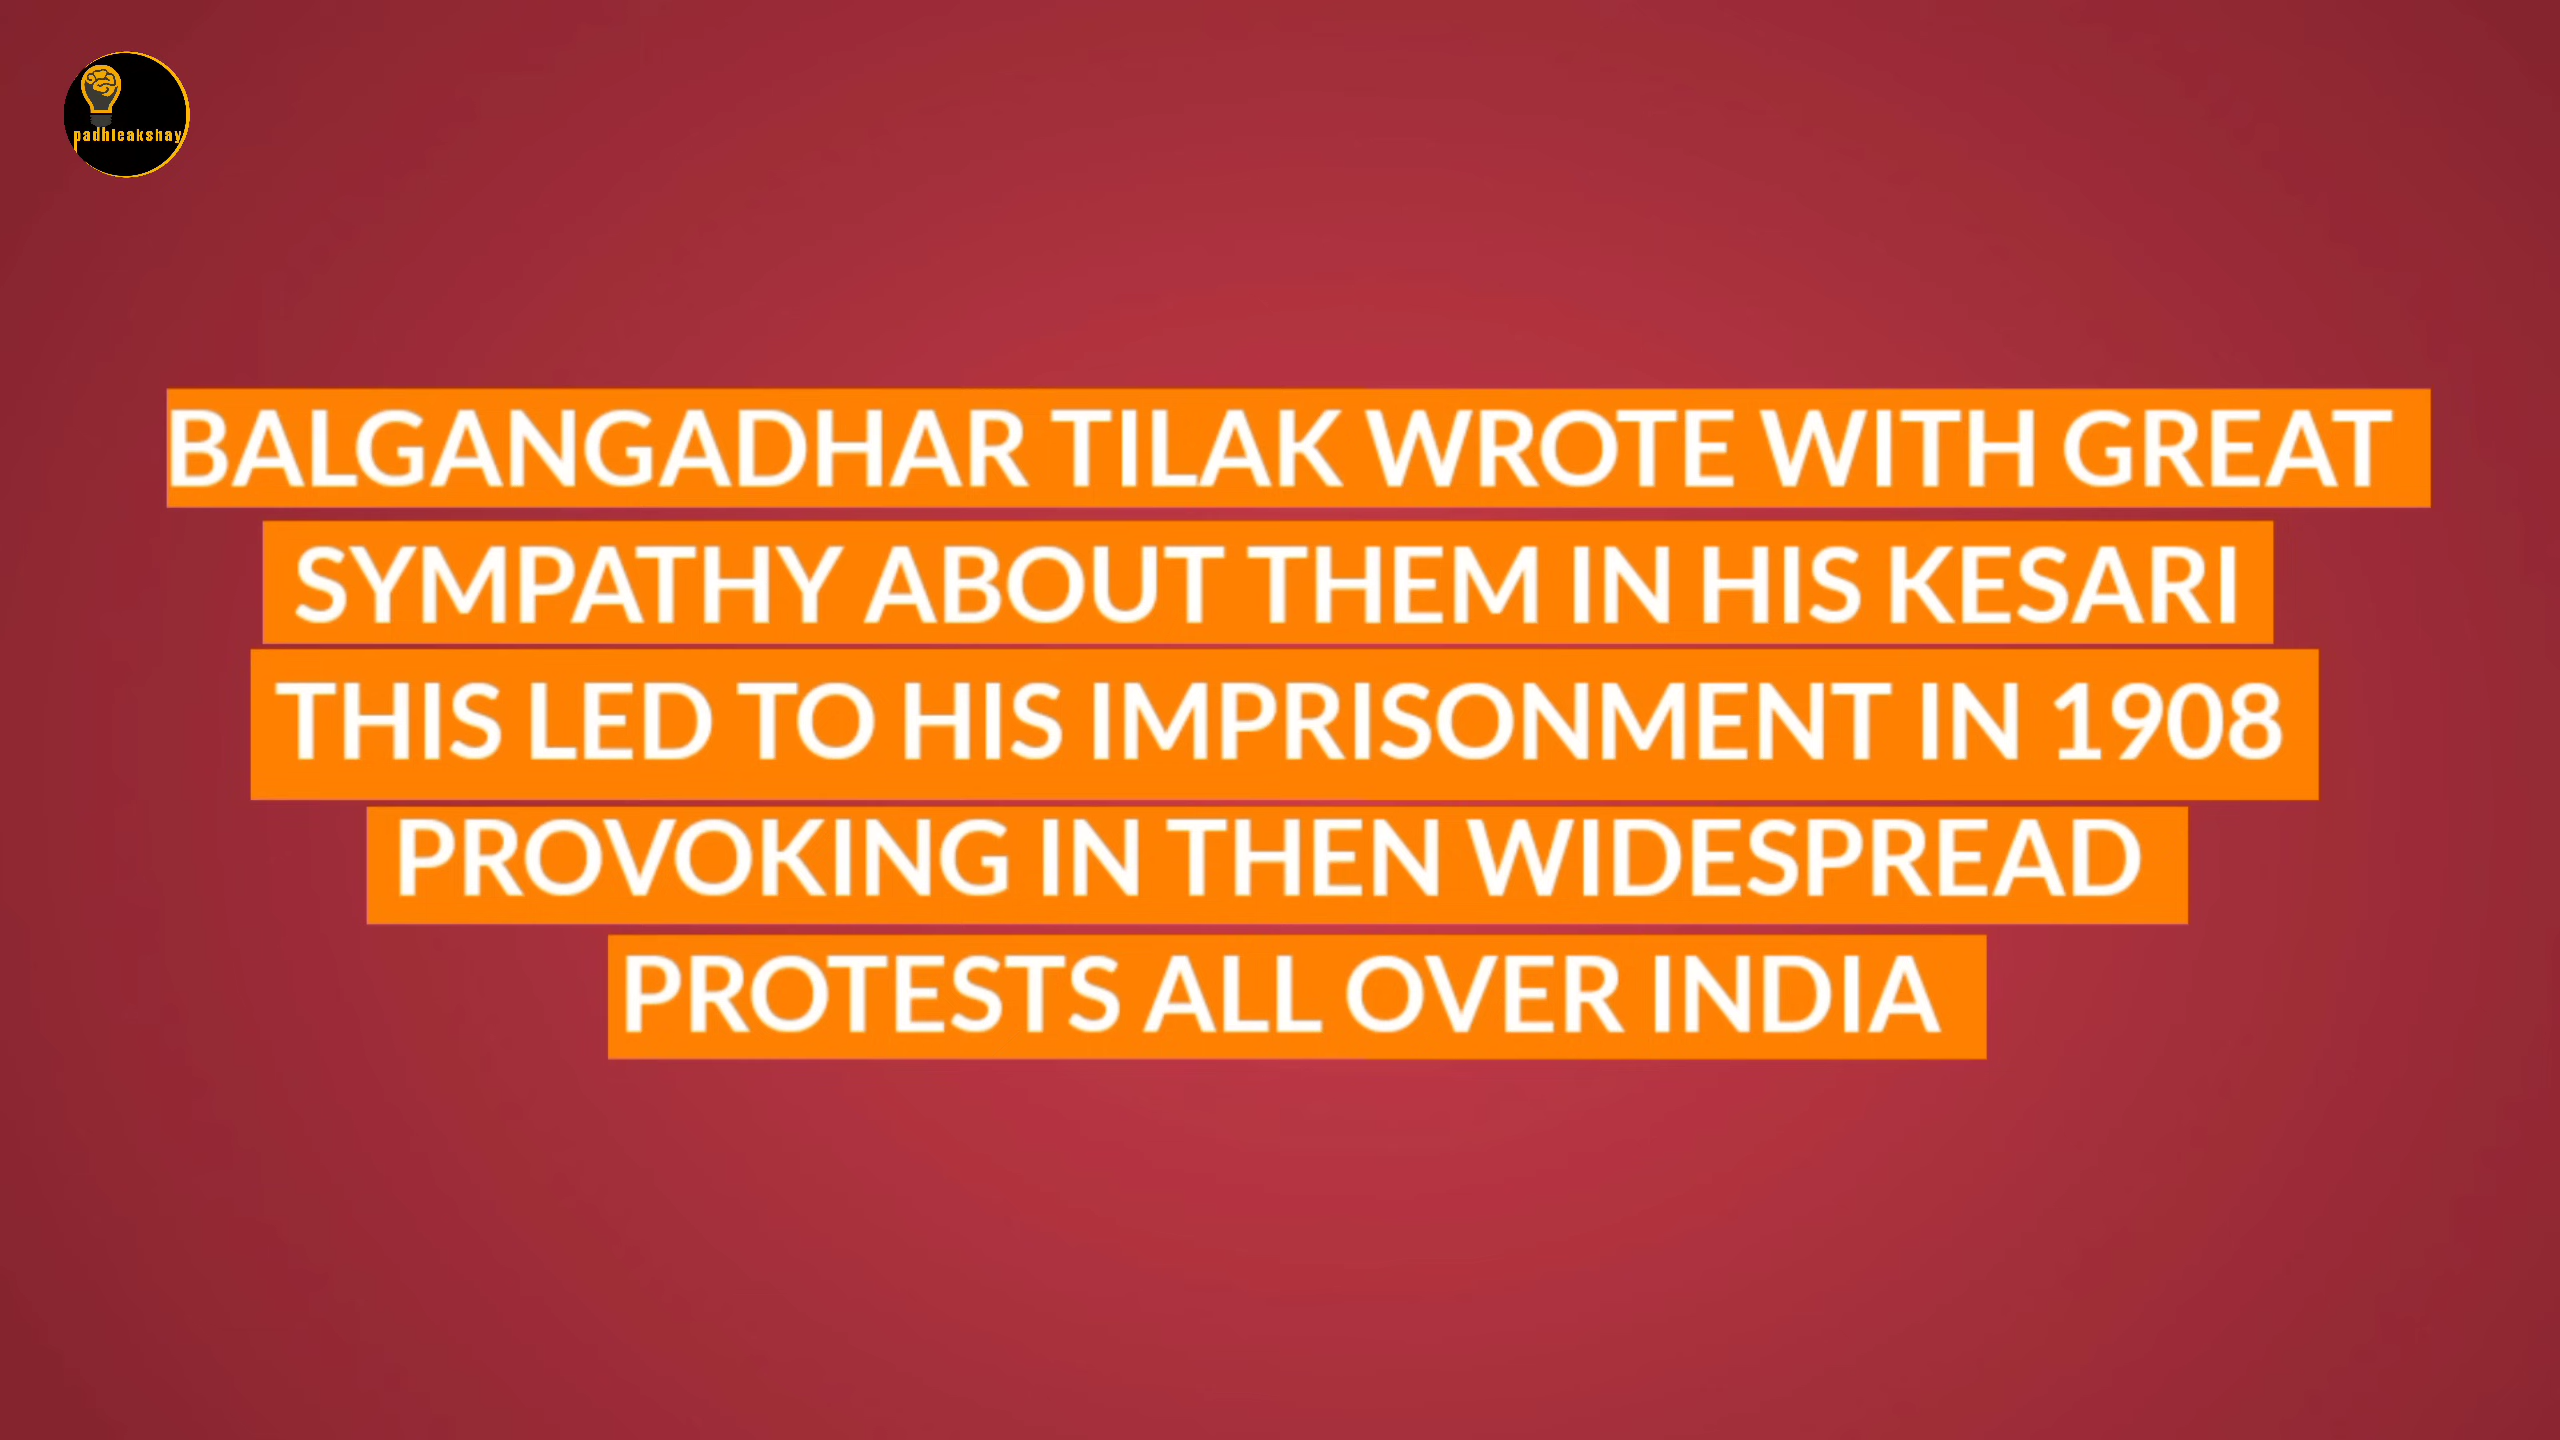 padhleakshay
BALGANGADHAR TILAK WROTE WITH GREAT
SYMPATHY ABOUT THEM IN HIS KESARI
THIS LED TO HIS IMPRISONMENT IN 1908
PROVOKING IN THEN WIDESPREAD
PROTESTS ALL OVER INDIA